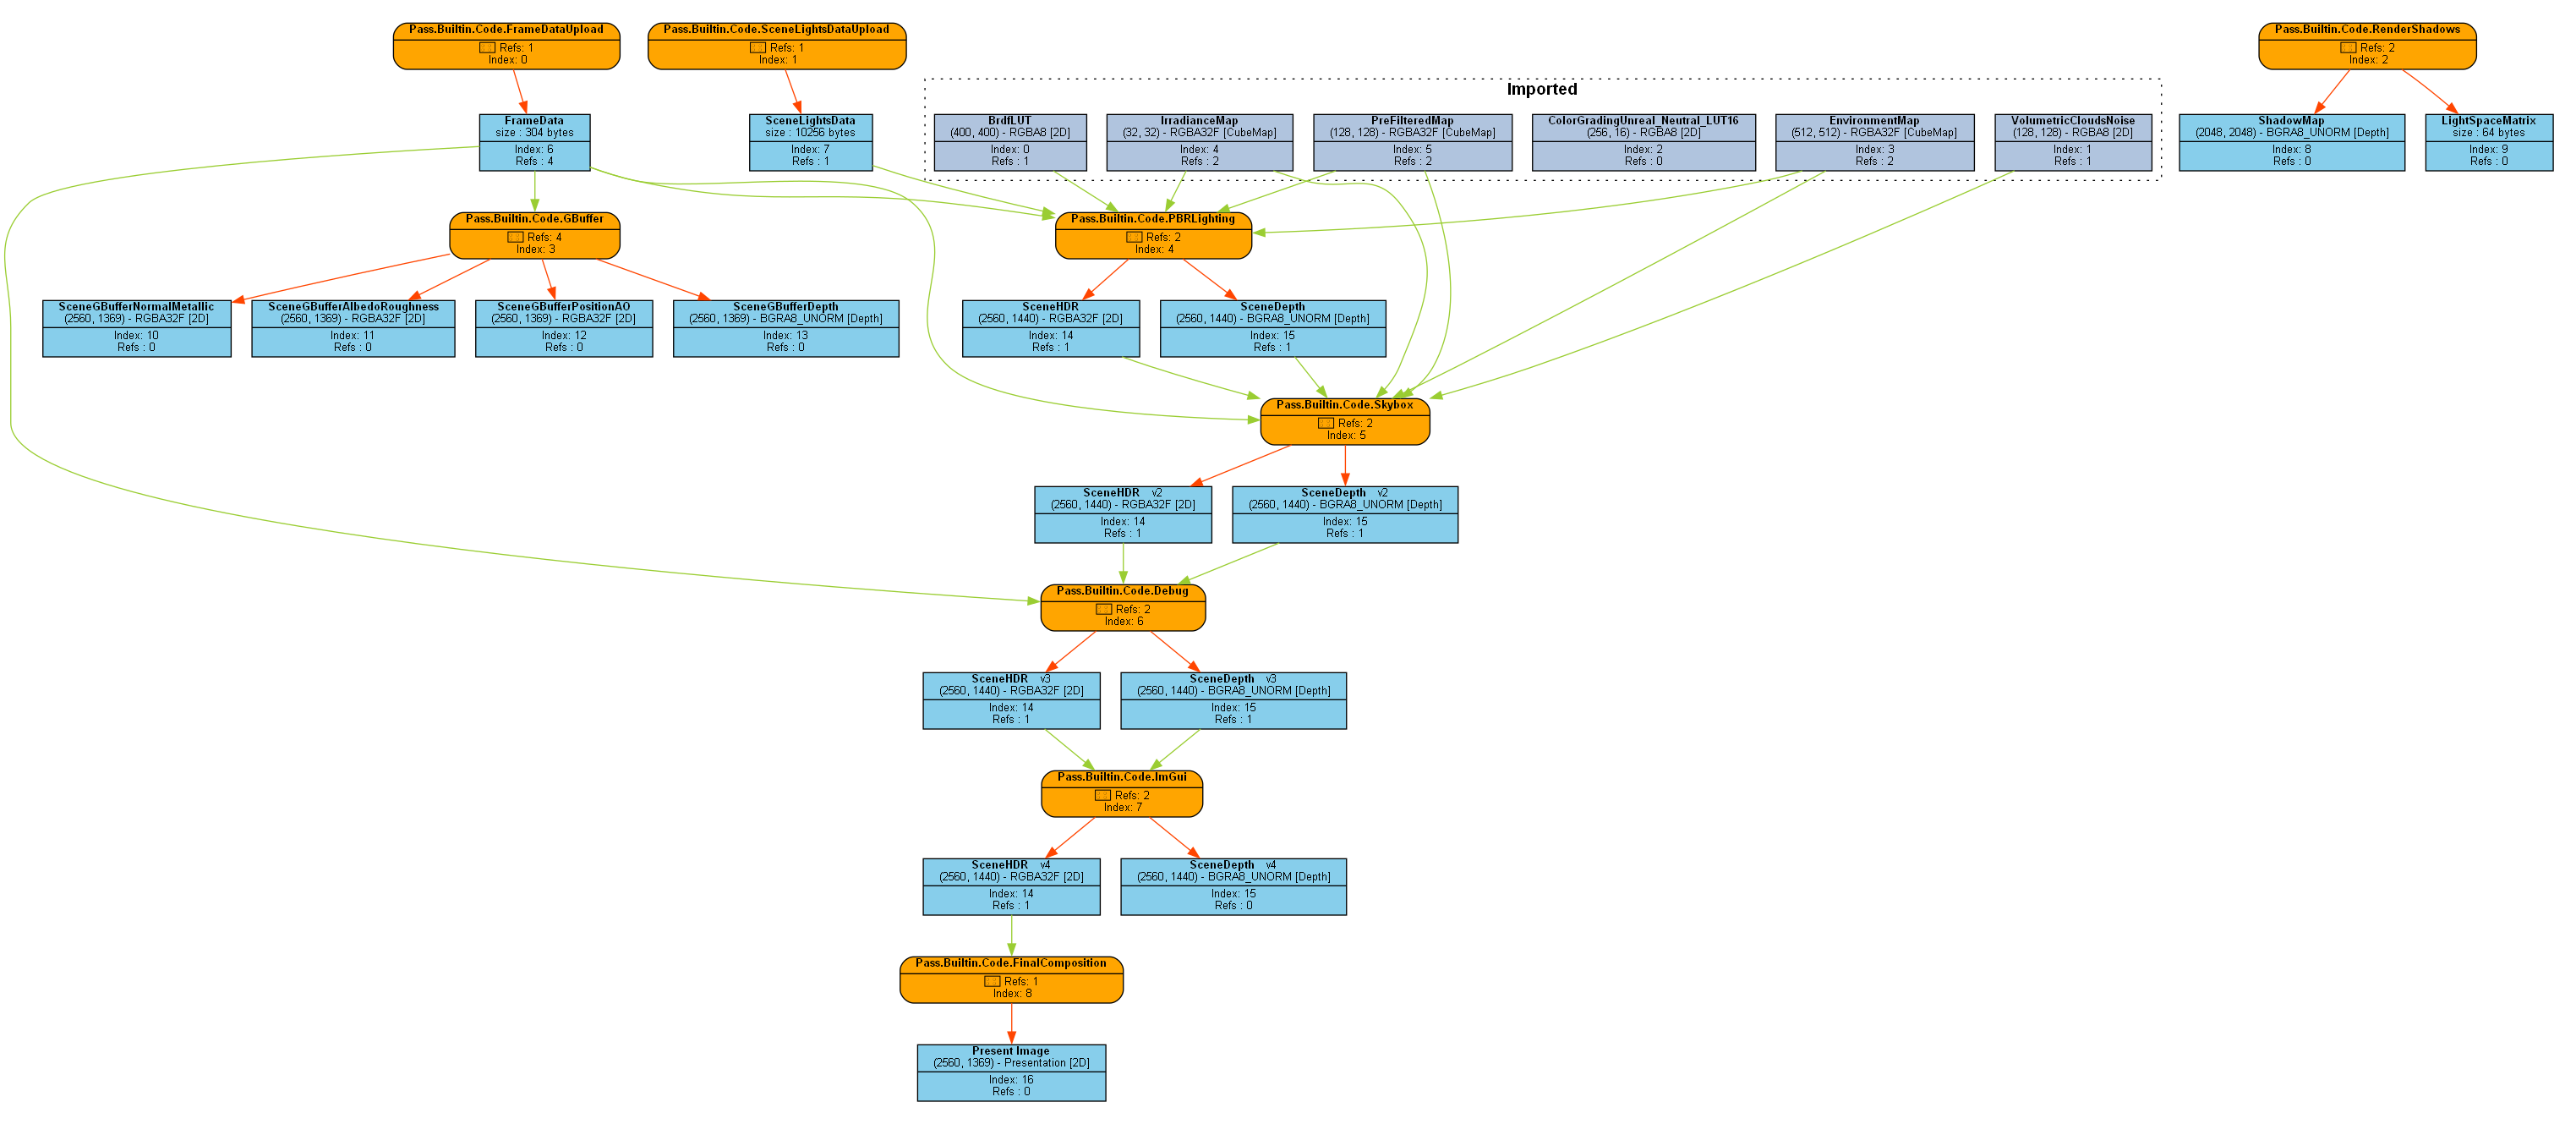 Pass.Builtin.Code.FrameDataUpload
Refs: 1
Index: 0
Pass.Builtin.Code.SceneLightsDataUpload
Refs: 1
Index: 1
Pass.Builtin.Code.RenderShadows
Refs: 2
Index: 2
Imported
FrameData
size : 304 bytes
Index: 6
Refs : 4
SceneLightsData
size : 10256 bytes
Index: 7
Refs : 1
BrdfLUT
(400, 400) - RGBA8 [2D]
Index: 0
Refs : 1
IrradianceMap
(32, 32) - RGBA32F [CubeMap]
Index: 4
Refs : 2
PreFilteredMap
(128, 128) - RGBA32F [CubeMap]
Index: 5
Refs : 2
ColorGradingUnreal_Neutral_LUT16
(256, 16) - RGBA8 [2D]
Index: 2
Refs : 0
EnvironmentMap
(512, 512) - RGBA32F [CubeMap]
Index: 3
Refs : 2
VolumetricCloudsNoise
(128, 128) - RGBA8 [2D]
Index: 1
Refs : 1
ShadowMap
(2048, 2048) - BGRA8_UNORM [Depth]
Index: 8
Refs : 0
LightSpaceMatrix
size : 64 bytes
Index: 9
Refs : 0
Pass.Builtin.Code.GBuffer
Refs: 4
Index: 3
Pass.Builtin.Code.PBRLighting
Refs: 2
Index: 4
SceneGBufferNormalMetallic
(2560, 1369) - RGBA32F [2D]
Index: 10
Refs : 0
SceneGBufferAlbedoRoughness
(2560, 1369) - RGBA32F [2D]
Index: 11
Refs : 0
SceneGBufferPositionAO
(2560, 1369) - RGBA32F [2D]
Index: 12
Refs : 0
SceneGBufferDepth
(2560, 1369) - BGRA8_UNORM [Depth]
Index: 13
Refs : 0
SceneHDR
(2560, 1440) - RGBA32F [2D]
Index: 14
Refs : 1
SceneDepth
(2560, 1440) - BGRA8_UNORM [Depth]
Index: 15
Refs : 1
Pass.Builtin.Code.Skybox
Refs: 2
Index: 5
SceneHDR v2
(2560, 1440) - RGBA32F [2D]
Index: 14
Refs : 1
SceneDepth v2
(2560, 1440) - BGRA8_UNORM [Depth]
Index: 15
Refs : 1
Pass.Builtin.Code.Debug
Refs: 2
Index: 6
SceneHDR v3
(2560, 1440) - RGBA32F [2D]
Index: 14
Refs : 1
SceneDepth v3
(2560, 1440) - BGRA8_UNORM [Depth]
Index: 15
Refs : 1
Pass.Builtin.Code.ImGui
Refs: 2
Index: 7
SceneHDR v4
(2560, 1440) - RGBA32F [2D]
Index: 14
Refs : 1
SceneDepth v4
(2560, 1440) - BGRA8_UNORM [Depth]
Index: 15
Refs : 0
Pass.Builtin.Code.FinalComposition
Refs: 1
Index: 8
Present Image
(2560, 1369) - Presentation [2D]
Index: 16
Refs : 0